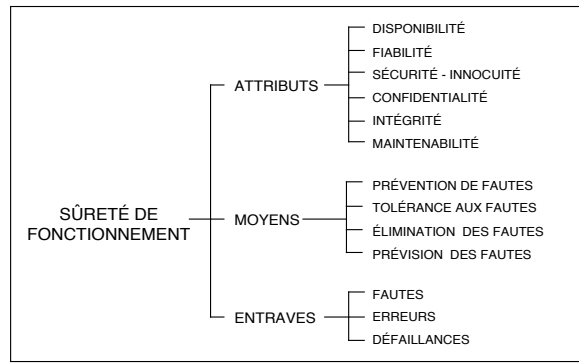 DISPONIBILITÉ
FIABILITÉ
SÉCURITÉ - INNOCUITÉ
ATTRIBUTS
CONFIDENTIALITÉ
INTÉGRITÉ
MAINTENABILITÉ
SÛRETÉ DE
FONCTIONNEMENT
PRÉVENTION DE FAUTES
TOLÉRANCE AUX FAUTES
MOYENS
ÉLIMINATION DES FAUTES
PRÉVISION DES FAUTES
FAUTES
ENTRAVES
ERREURS
DÉFAILLANCES